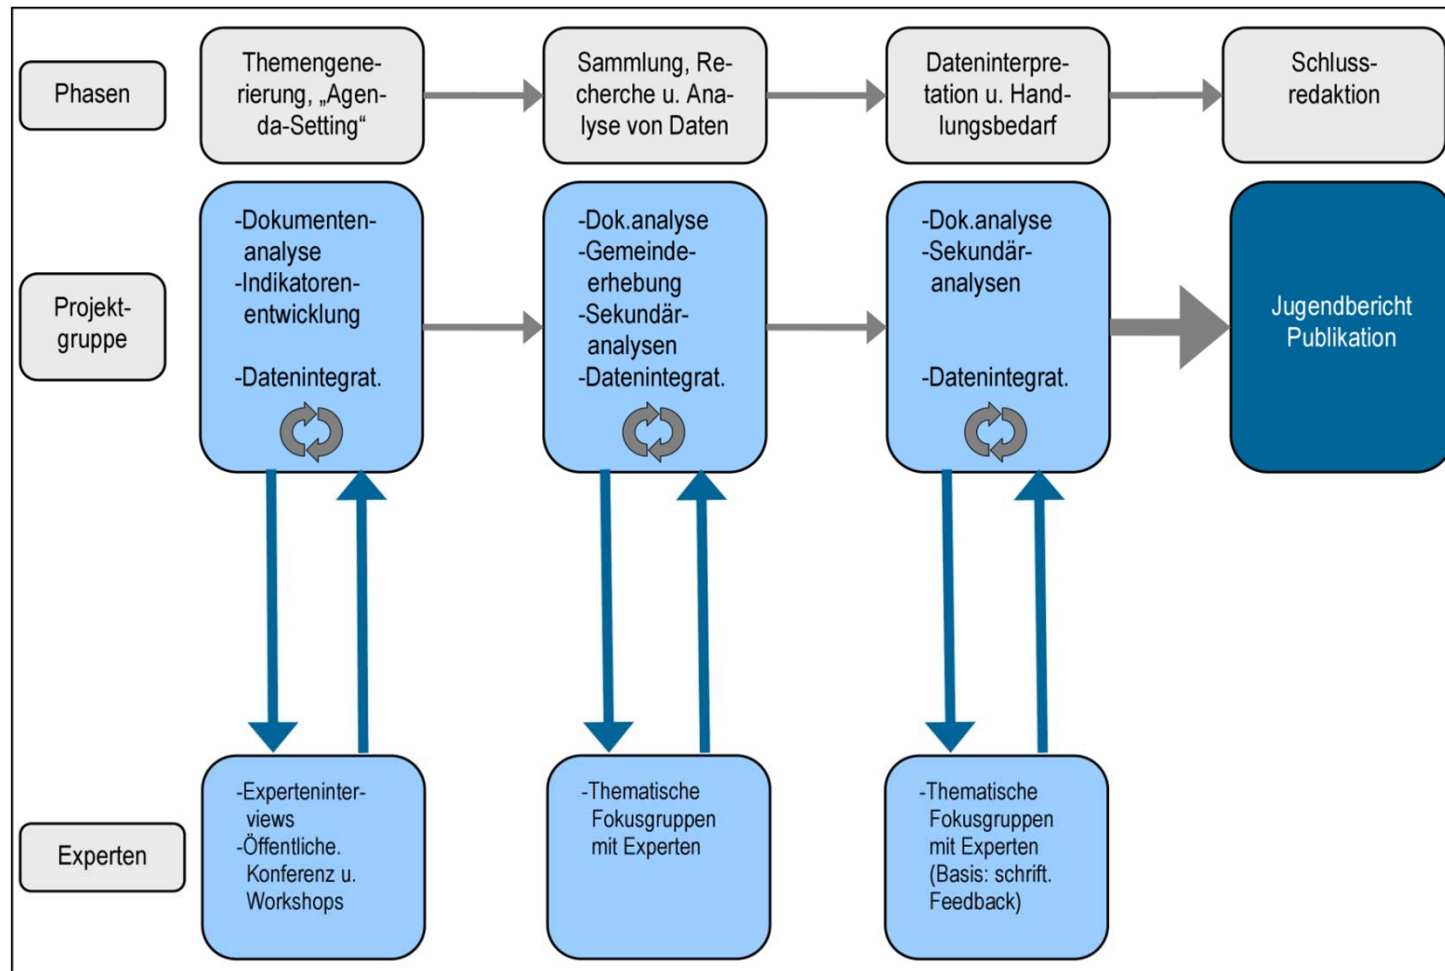 Phasen
Themengene-
rierung, „Agen-
da-Setting“
Sammlung, Re-
cherche u. Ana-
lyse von Daten
Dateninterpre-
tation u. Hand-
lungsbedarf
Schluss-
redaktion
Projekt-
gruppe
-Dokumenten-
analyse
-Indikatoren-
entwicklung
-Datenintegrat.
-Dok.analyse
-Gemeinde-
erhebung
-Sekundär-
analysen
-Datenintegrat.
-Dok.analyse
-Sekundär-
analysen
-Datenintegrat.
Jugendbericht
Publikation
Experten
-Experteninter-
views
-Öffentliche.
Konferenz u.
Workshops
-Thematische
Fokusgruppen
mit Experten
-Thematische
Fokusgruppen
mit Experten
(Basis: schrift.
Feedback)